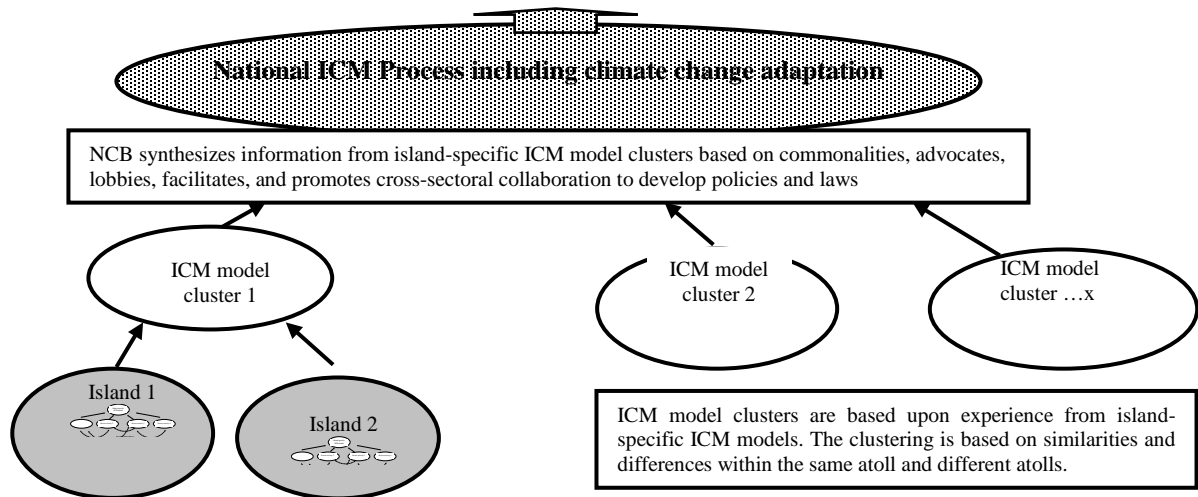 National ICM Process including climate change adaptation
NCB synthesizes information from island-specific ICM model clusters based on commonalities, advocates,
lobbies, facilitates, and promotes cross-sectoral collaboration to develop policies and laws
ICM model
cluster 1
ICM model
cluster 2
ICM model
cluster …x
Island 1
Island 2
ICM model clusters are based upon experience from island-
specific ICM models. The clustering is based on similarities and
differences within the same atoll and different atolls.